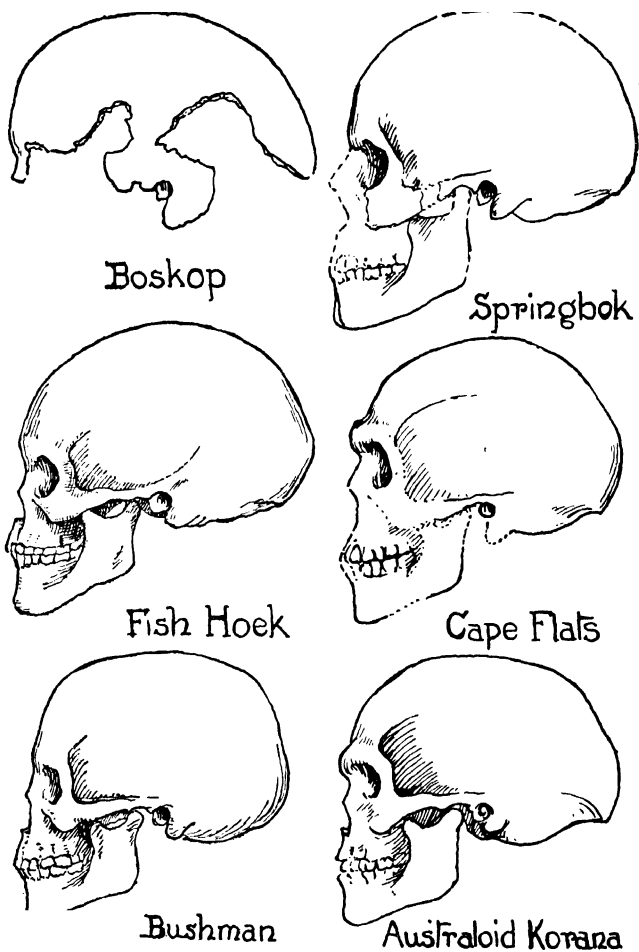 Boskop
Springbok
Fish Hoek
Cape Flats
Bushman
Australoid Korana